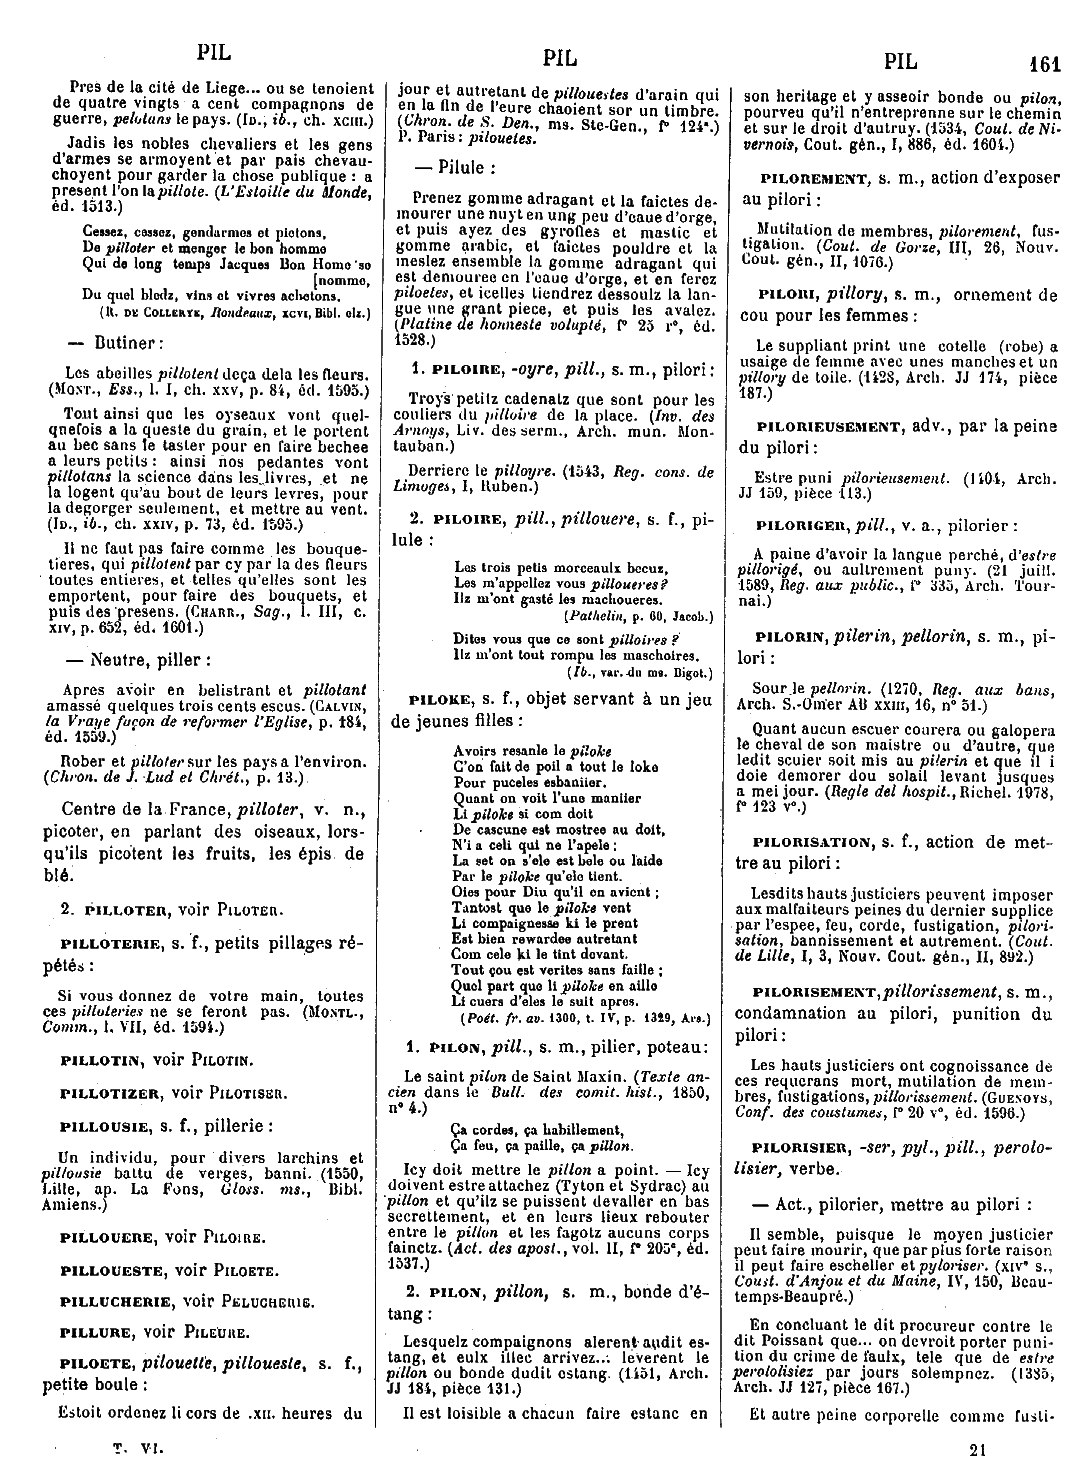 PIL
PIL
PIL
161
Pres de la cité de Liege... ou se tenoient
de quatre vingts a cent compagnons de
guerre, pelotans le pays. (ID., ib., ch. XCIII.)
Jadis les nobles chevaliers et les gens
d'armes se armoyent et par pais chevau-
choyent pour garder la chose publique : a
present l'on la pillote. (L'Estoille du Monde,
éd. 1513.)
Cessez, cessez, gendarmes et pietons,
De pilloter et menger le bon homme
Qui de long temps Jacques Bon Home se
[nomme,
Du quel bledz, vins et vivres achetons.
(R. DE COLLERYE, Rondeaux, XCVI, Bibl. elz.)
— Butiner :
Les abeilles pillotent deça dela les fleurs.
(MONT., Ess., l. I, ch. XXV, p. 84, éd. 1595.)
Tout ainsi que les oyseaux vont quel-
quefois a la queste du grain, et le portent
au bec sans le taster pour en faire bechee
a leurs petits : ainsi nos pedantes vont
pillotans la science dans les livres, et ne
la logent qu'au bout de leurs levres, pour
la degorger seulement, et mettre au vent.
(ID., ib., ch. XXIV, p. 73, éd. 1595.)
Il ne faut pas faire comme les bouque-
tieres, qui pillotent par cy par la des fleurs
toutes entieres, et telles qu'elles sont les
emportent, pour faire des bouquets, et
puis des presens. (CHARR., Sag., l. III, c.
XIV, p. 652, éd. 1601.)
— Neutre, piller :
Apres avoir en belistrant et pillotant
amassé quelques trois cents escus. (CALVIN,
la Vraye façon de reformer l'Eglise, p. 184,
éd. 1559.)
Rober et pilloter sur les pays a l'environ.
(Chron. de J. Lud et Chrét., p. 13.)
Centre de la France, pilloter, v. n.,
picoter, en parlant des oiseaux, lors-
qu'ils picotent les fruits, les épis de
blé.
2. PILLOTER, voir PILOTER.
PILLOTERIE, s. f., petits pillages ré-
pétés :
Si vous donnez de votre main, toutes
ces pilloteries ne se feront pas. (MONTL.,
Comm., l. VII, éd. 1594.)
PILLOTIN, voir PILOTIN.
PILLOTIZER, voir PILOTISER.
PILLOUSIE, s. f., pillerie :
Un individu, pour divers larchins et
pillousie battu de verges, banni. (1550,
Lille, ap. La Fons, Gloss. ms., Bibl.
Amiens.)
PILLOUERE, voir PILOIRE.
PILLOUESTE, voir PILOETE.
PILLUCHERIE, voir PELUCHERIE.
PILLURE, voir PILEURE.
PILOETE, pilouette, pilloueste, s. f.,
petite boule :
Estoit ordenez li cors de .XII. heures du
T. VI.
jour et autretant de pillouestes d'arain qui
en la fin de l'eure chaoient sor un timbre.
(Chron. de S. Den., ms. Ste-Gen., f° 124ª.)
P. Paris : pilouetes.
— Pilule :
Prenez gomme adragant et la faictes de-
mourer une nuyt en ung peu d'eaue d'orge,
et puis ayez des gyrofles et mastic et
gomme arabic, et faictes pouldre et la
meslez ensemble la gomme adragant qui
est demouree en l'eaue d'orge, et en ferez
piloetes, et icelles tiendrez dessoulz la lan-
gue une grant piece, et puis les avalez.
(Platine de honneste volupté, f° 25 r°, éd.
1528.)
1. PILOIRE, -oyre, pill., s. m., pilori :
Troys petitz cadenatz que sont pour les
couliers du pilloire de la place. (Inv. des
Arnoys, Liv. des serm., Arch. mun. Mon-
tauban.)
Derriere le pilloyre. (1543, Reg. cons. de
Limoges, I, Ruben.)
2. PILOIRE, pill., pillouere, s. f., pi-
lule :
Les trois petis morceaulx becuz,
Les m'appellez vous pilloueres ?
Ilz m'ont gasté les machoueres.
(Pathelin, p. 60, Jacob.)
Dites vous que ce sont pilloires ?
Ilz m'ont tout rompu les maschoires.
(Ib., var. du ms. Bigot.)
PILOKE, s. f., objet servant à un jeu
de jeunes filles :
Avoirs resanle le piloke
C'on fait de poil a tout le loke
Pour puceles esbaniier.
Quant on voit l'une maniier
Li piloke si com doit
De cascune est mostree au doit,
N'i a celi qui ne l'apele ;
La set on s'ele est bele ou laide
Par le piloke qu'ele tient.
Oies pour Diu qu'il en avient ;
Tantost que le piloke vent
Li compaignesse ki le prent
Est bien rewardee autretant
Com cele ki le tint devant.
Tout çou est verites sans faille ;
Quel part que li piloke en aille
Li cuers d'eles le suit apres.
(Poét. fr. av. 1300, t. IV, p. 1329, Ars.)
1. PILON, pill., s. m., pilier, poteau :
Le saint pilon de Saint Maxin. (Texte an-
cien dans le Bull. des comit. hist., 1850,
n° 4.)
Ça cordes, ça habillement,
Ça feu, ça paille, ça pillon.
Icy doit mettre le pillon a point. — Icy
doivent estre attachez (Tyton et Sydrac) au
pillon et qu'ilz se puissent devaller en bas
secrettement, et en leurs lieux rebouter
entre le pillon et les fagotz aucuns corps
fainctz. (Act. des apost., vol. II, f° 205ª, éd.
1537.)
2. PILON, pillon, s. m., bonde d'é-
tang :
Lesquelz compaignons alerent audit es-
tang, et eulx illec arrivez... leverent le
pillon ou bonde dudit estang. (1451, Arch.
JJ 184, pièce 131.)
Il est loisible a chacun faire estanc en
son heritage et y asseoir bonde ou pilon,
pourveu qu'il n'entreprenne sur le chemin
et sur le droit d'autruy. (1534, Cout. de Ni-
vernois, Cout. gén., I, 886, éd. 1604.)
PILOREMENT, s. m., action d'exposer
au pilori :
Mutilation de membres, pilorement, fus-
tigation. (Cout. de Gorze, III, 26, Nouv.
Cout. gén., II, 1076.)
PILORI, pillory, s. m., ornement de
cou pour les femmes :
Le suppliant print une cotelle (robe) a
usaige de femme avec unes manches et un
pillory de toile. (1428, Arch. JJ 174, pièce
187.)
PILORIEUSEMENT, adv., par la peine
du pilori :
Estre puni pilorieusement. (1404, Arch.
JJ 159, pièce 113.)
PILORIGER, pill., v. a., pilorier :
A paine d'avoir la langue perché, d'estre
pillorigé, ou aultrement puny. (21 juill.
1589, Reg. aux public., f° 335, Arch. Tour-
nai.)
PILORIN, pilerin, pellorin, s. m., pi-
lori :
Sour le pellorin. (1270, Reg. aux bans,
Arch. S.-Omer AB XXIII, 16, n° 51.)
Quant aucun escuer courera ou galopera
le cheval de son maistre ou d'autre, que
ledit scuier soit mis au pilerin et que il i
doie demorer dou solail levant jusques
a mei jour. (Regle del hospit., Richel. 1978,
f° 123 v°.)
PILORISATION, s. f., action de met-
tre au pilori :
Lesdits hauts justiciers peuvent imposer
aux malfaiteurs peines du dernier supplice
par l'espee, feu, corde, fustigation, pilori-
sation, bannissement et autrement. (Cout.
de Lille, I, 3, Nouv. Cout. gén., II, 892.)
PILORISEMENT, pillorissement, s. m.,
condamnation au pilori, punition du
pilori :
Les hauts justiciers ont cognoissance de
ces requerans mort, mutilation de mem-
bres, fustigations, pillorissement. (GUENOYS,
Conf. des coustumes, f° 20 v°, éd. 1596.)
PILORISIER, -ser, pyl., pill., perolo-
lisier, verbe.
— Act., pilorier, mettre au pilori :
Il semble, puisque le moyen justicier
peut faire mourir, que par plus forte raison
il peut faire escheller et pyloriser. (XIVᵉ s.,
Coust. d'Anjou et du Maine, IV, 150, Beau-
temps-Beaupré.)
En concluant le dit procureur contre le
dit Poissant que... on devroit porter puni-
tion du crime de faulx, tele que de estre
perololisiez par jours solempnez. (1385,
Arch. JJ 127, pièce 167.)
Et autre peine corporelle comme fusti-
21